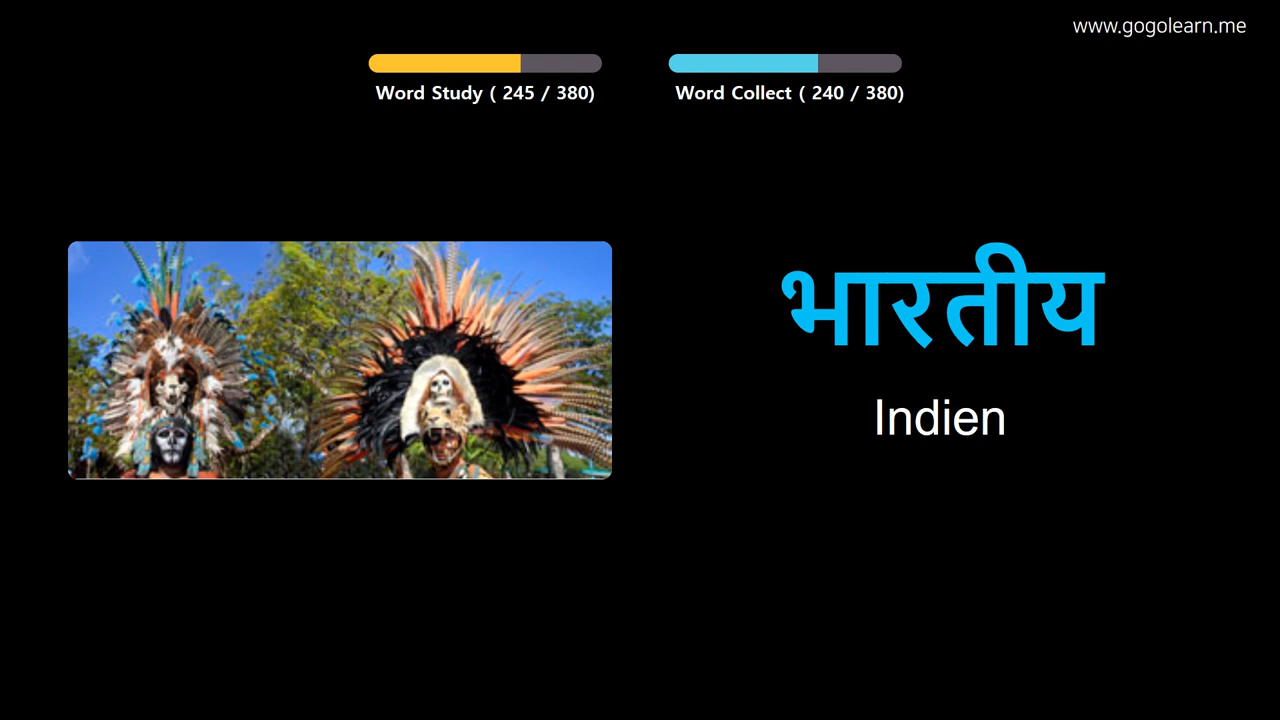 www.gogolearn.me
Word Study ( 245 / 380)
Word Collect ( 240 / 380)
भारतीय
Indien